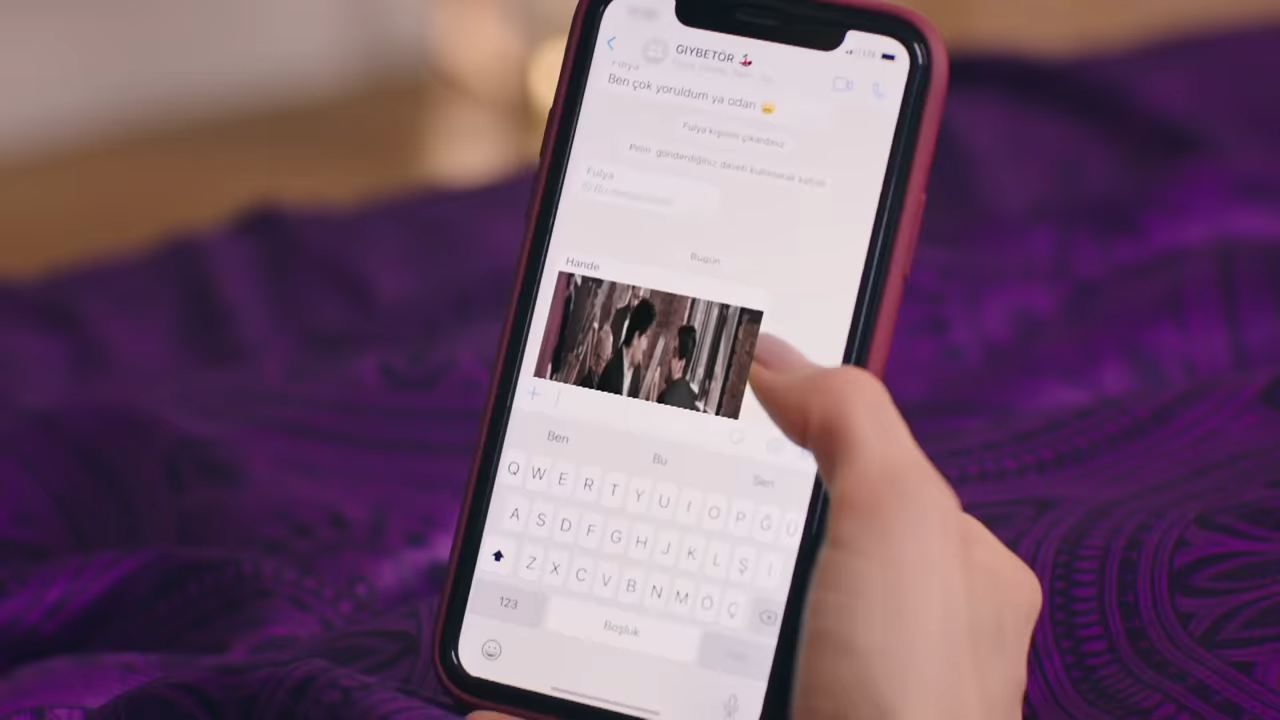 GIYBETÖR 💃
Fulya
Ben çok yoruldum ya odan 😩
Fulya kişisini çıkardınız
Pelin gönderdiğiniz daveti kullanarak katıldı
Fulya
Bu
Bugün
Hande
Ben Bu Sen
Q W E R T Y U I O P Ğ Ü
A S D F G H J K L Ş İ
Z X C V B N M Ö Ç
123 Boşluk